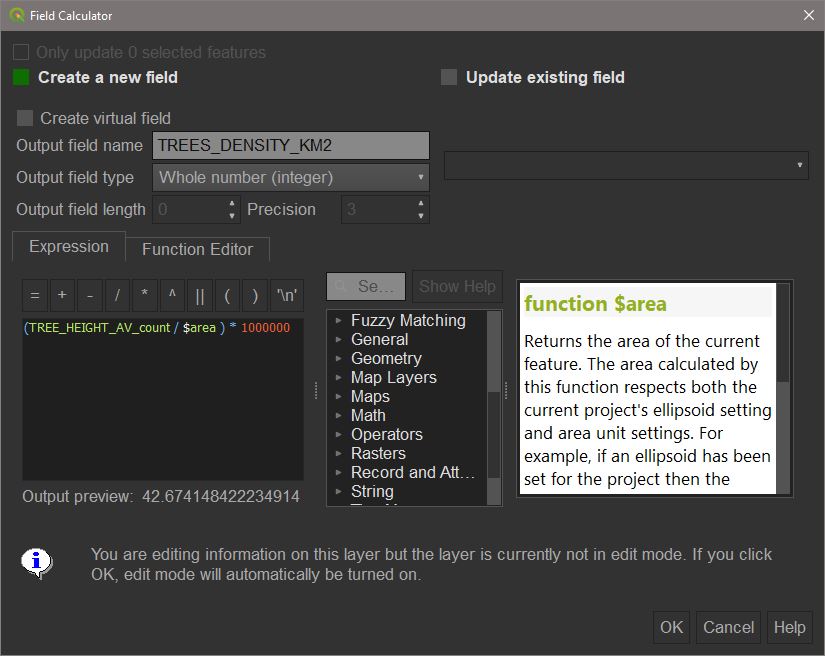 Field Calculator
Only update 0 selected features
Create a new field
Update existing field
Create virtual field
Output field name TREES_DENSITY_KM2
Output field type Whole number (integer)
Output field length 0 Precision 3
Expression Function Editor
= + - / * ^ || ( ) '\n'
Se… Show Help
(TREE_HEIGHT_AV_count / $area ) * 1000000
Fuzzy Matching
General
Geometry
Map Layers
Maps
Math
Operators
Rasters
Record and Att…
String
function $area
Returns the area of the current
feature. The area calculated by
this function respects both the
current project's ellipsoid setting
and area unit settings. For
example, if an ellipsoid has been
set for the project then the
Output preview: 42.674148422234914
You are editing information on this layer but the layer is currently not in edit mode. If you click
OK, edit mode will automatically be turned on.
OK Cancel Help